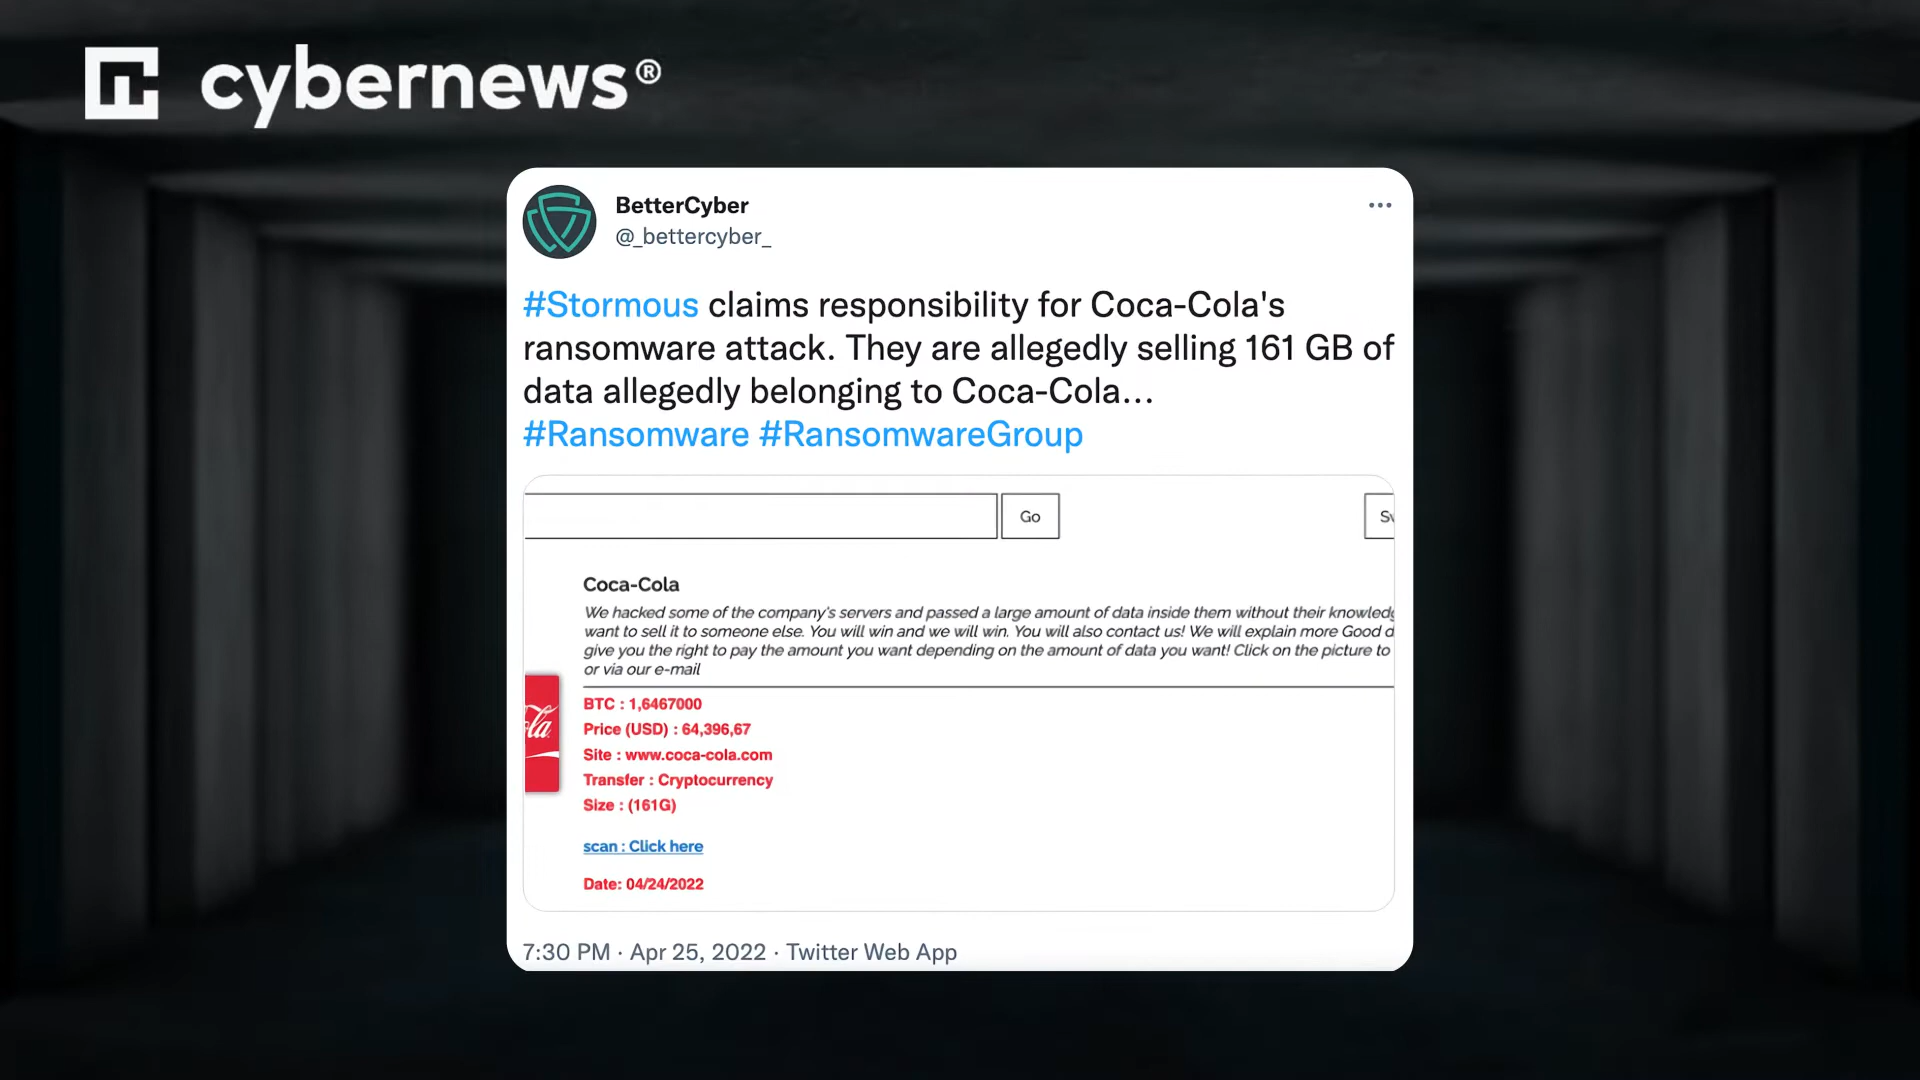 cybernews®
BetterCyber
@_bettercyber_
#Stormous claims responsibility for Coca-Cola's
ransomware attack. They are allegedly selling 161 GB of
data allegedly belonging to Coca-Cola...
#Ransomware #RansomwareGroup
Go
Coca-Cola
We hacked some of the company's servers and passed a large amount of data inside them without their
want to sell it to someone else. You will win and we will win. You will also contact us! We will explain more Good
give you the right to pay the amount you want depending on the amount of data you want! Click on the picture to
or via our e-mail
BTC : 1,6467000
Price (USD) : 64,396,67
Site : www.coca-cola.com
Transfer : Cryptocurrency
Size : (161G)
scan : Click here
Date: 04/24/2022
7:30 PM · Apr 25, 2022 · Twitter Web App